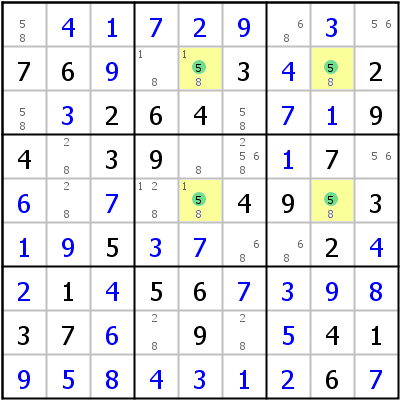 5 8 4 1 7 2 9 6 8 3 5 6
7 6 9 1 8 1 5 8 3 4 5 8 2
5 8 3 2 6 4 5 8 7 1 9
4 2 8 3 9 8 2 5 6 8 1 7 5 6
6 2 8 7 1 2 8 1 5 8 4 9 5 8 3
1 9 5 3 7 6 8 6 8 2 4
2 1 4 5 6 7 3 9 8
3 7 6 2 8 9 2 8 5 4 1
9 5 8 4 3 1 2 6 7